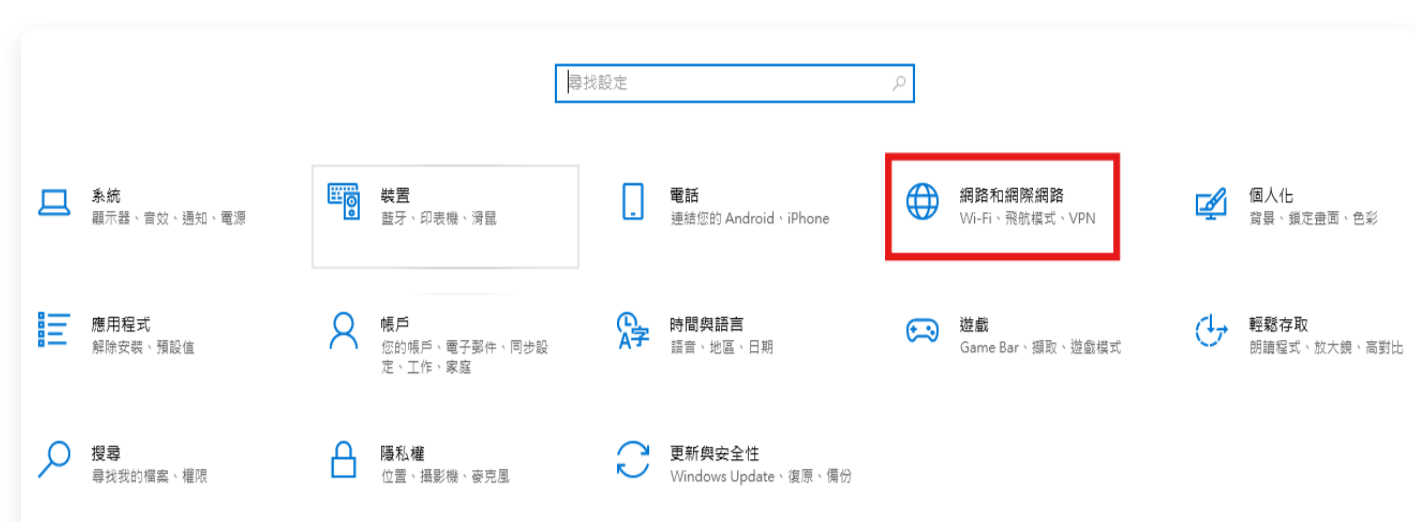 尋找設定
系統
顯示器、音效、通知、電源
裝置
藍牙、印表機、滑鼠
電話
連結您的 Android、iPhone
網路和網際網路
Wi-Fi、飛航模式、VPN
個人化
背景、鎖定畫面、色彩
應用程式
解除安裝、預設值
帳戶
您的帳戶、電子郵件、同步設
定、工作、家庭
時間與語言
語音、地區、日期
遊戲
Game Bar、擷取、遊戲模式
輕鬆存取
朗讀程式、放大鏡、高對比
搜尋
尋找我的檔案、權限
隱私權
位置、攝影機、麥克風
更新與安全性
Windows Update、復原、備份